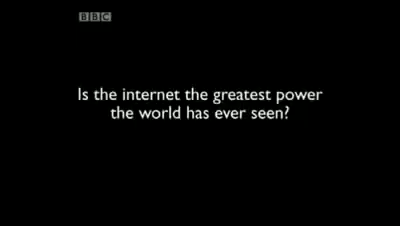 BBC
Is the internet the greatest power
the world has ever seen?